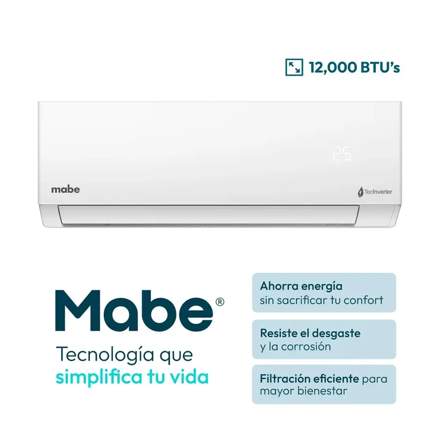 12,000 BTU's
mabe
TecInverter
Mabe®
Tecnología que
simplifica tu vida
Ahorra energía
sin sacrificar tu confort
Resiste el desgaste
y la corrosión
Filtración eficiente para
mayor bienestar